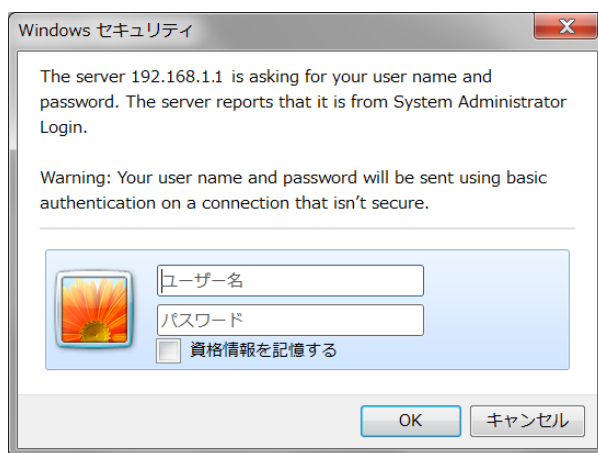 Windows セキュリティ
The server 192.168.1.1 is asking for your user name and
password. The server reports that it is from System Administrator
Login.
Warning: Your user name and password will be sent using basic
authentication on a connection that isn't secure.
ユーザー名
パスワード
資格情報を記憶する
OK
キャンセル